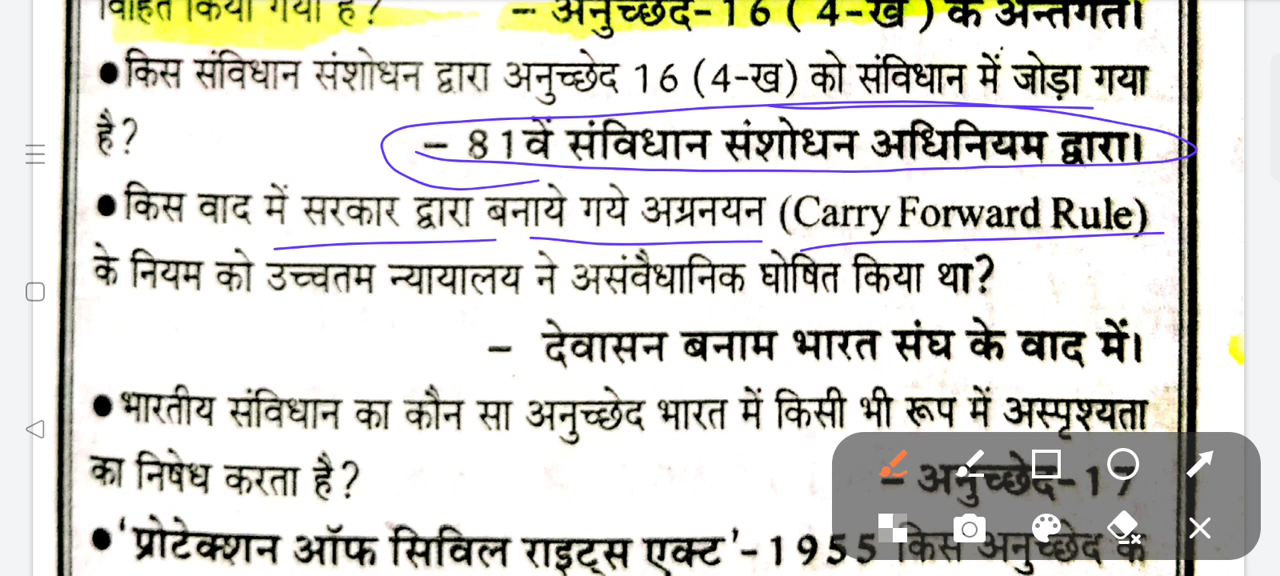 विहित किया गया है? – अनुच्छेद-16 (4-ख) के अन्तर्गत।
●किस संविधान संशोधन द्वारा अनुच्छेद 16 (4-ख) को संविधान में जोड़ा गया
है? – 81वें संविधान संशोधन अधिनियम द्वारा।
●किस वाद में सरकार द्वारा बनाये गये अग्रनयन (Carry Forward Rule)
के नियम को उच्चतम न्यायालय ने असंवैधानिक घोषित किया था?
– देवासन बनाम भारत संघ के वाद में।
●भारतीय संविधान का कौन सा अनुच्छेद भारत में किसी भी रूप में अस्पृश्यता
का निषेध करता है? – अनुच्छेद-17
●‘प्रोटेक्शन ऑफ सिविल राइट्स एक्ट’-1955 किस अनुच्छेद के